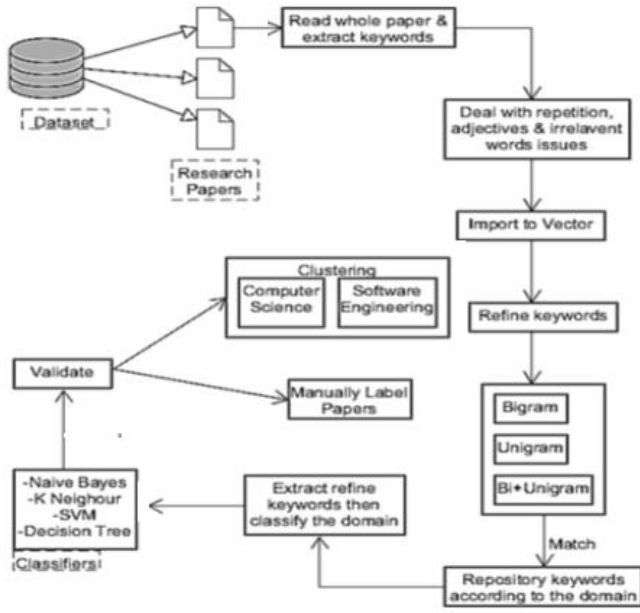 Dataset
Research
Papers
Read whole paper &
extract keywords
Deal with repetition,
adjectives & irrelavent
words issues
Import to Vector
Refine keywords
Bigram
Unigram
Bi+Unigram
Match
Repository keywords
according to the domain
Extract refine
keywords then
classify the domain
-Naive Bayes
-K Neighour
-SVM
-Decision Tree
Classifiers
Validate
Clustering
Computer
Science
Software
Engineering
Manually Label
Papers